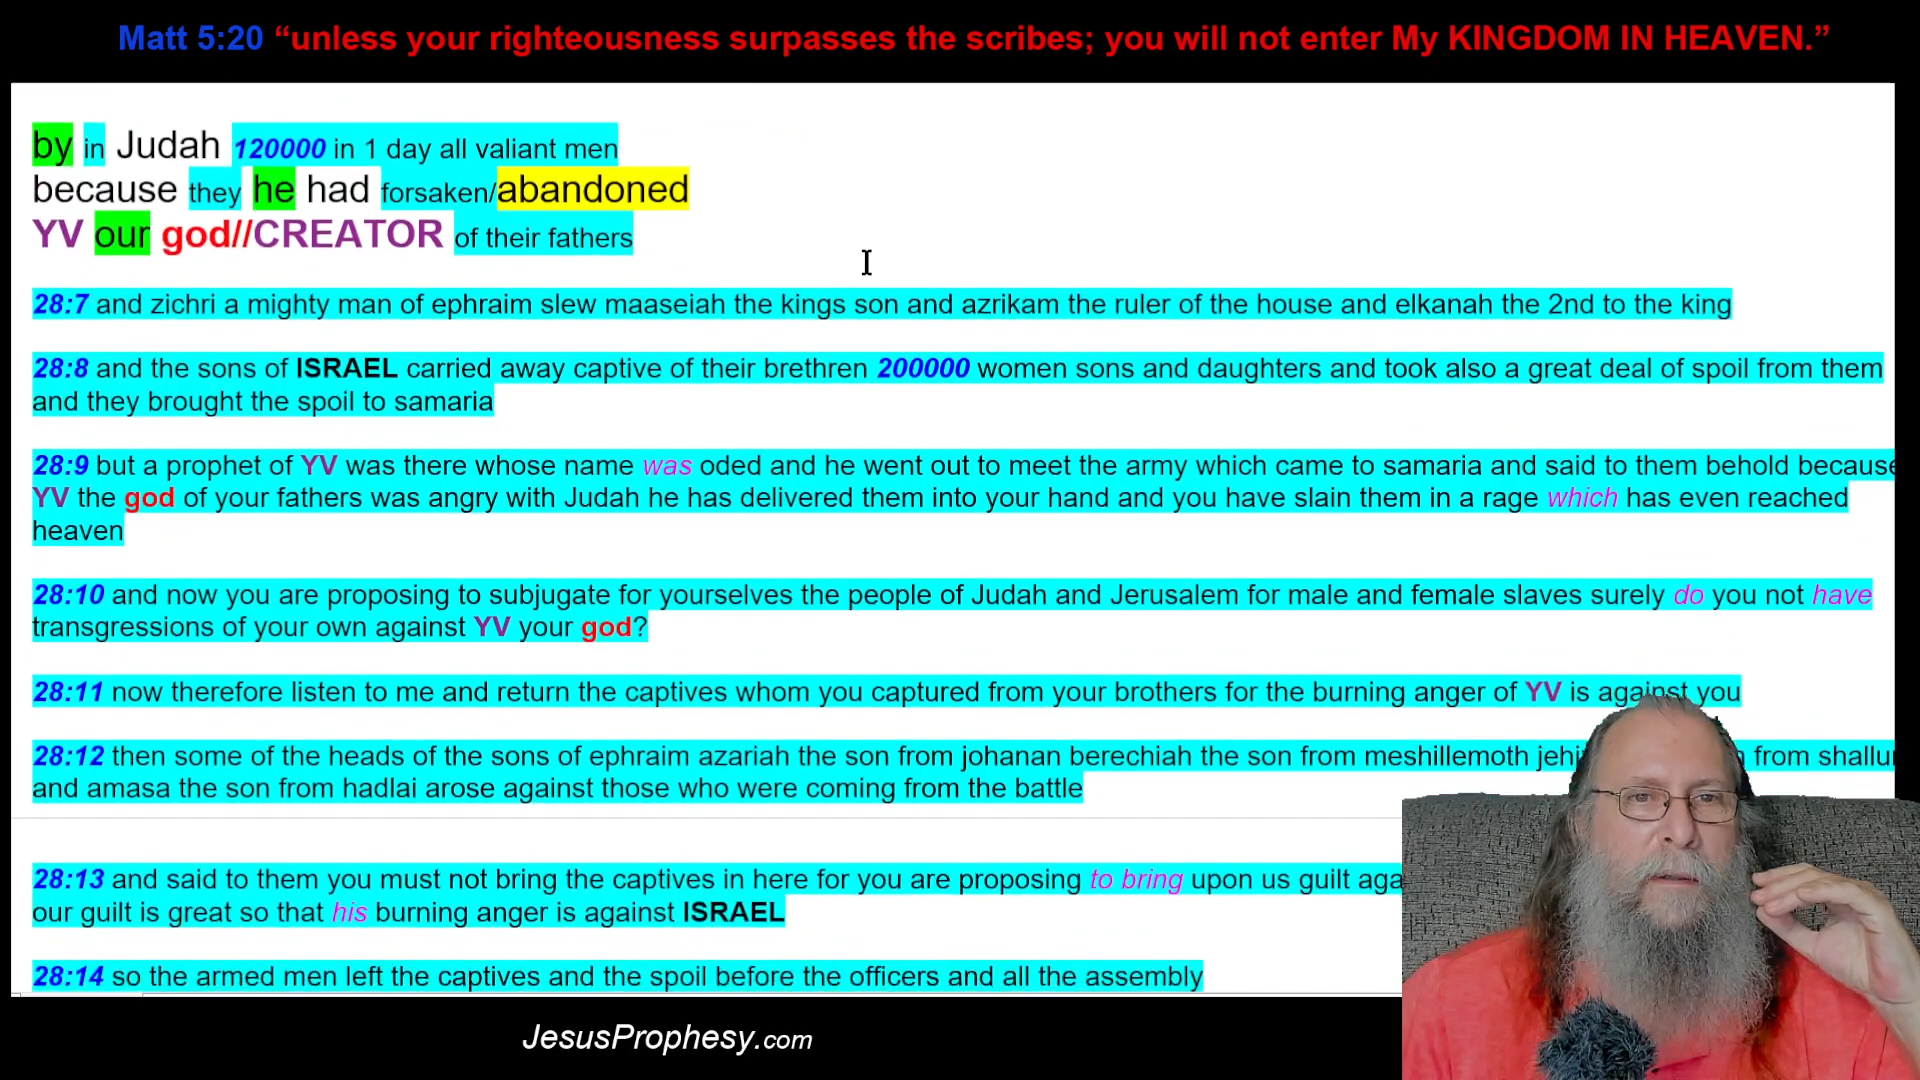 Matt 5:20 “unless your righteousness surpasses the scribes; you will not enter My KINGDOM IN HEAVEN.”
by in Judah 120000 in 1 day all valiant men
because they he had forsaken/abandoned
YV our god//CREATOR of their fathers
28:7 and zichri a mighty man of ephraim slew maaseiah the kings son and azrikam the ruler of the house and elkanah the 2nd to the king
28:8 and the sons of ISRAEL carried away captive of their brethren 200000 women sons and daughters and took also a great deal of spoil from them
and they brought the spoil to samaria
28:9 but a prophet of YV was there whose name was oded and he went out to meet the army which came to samaria and said to them behold because
YV the god of your fathers was angry with Judah he has delivered them into your hand and you have slain them in a rage which has even reached
heaven
28:10 and now you are proposing to subjugate for yourselves the people of Judah and Jerusalem for male and female slaves surely do you not have
transgressions of your own against YV your god?
28:11 now therefore listen to me and return the captives whom you captured from your brothers for the burning anger of YV is against you
28:12 then some of the heads of the sons of ephraim azariah the son from johanan berechiah the son from meshillemoth from
and amasa the son from hadlai arose against those who were coming from the battle
28:13 and said to them you must not bring the captives in here for you are proposing to bring upon us guilt
our guilt is great so that his burning anger is against ISRAEL
28:14 so the armed men left the captives and the spoil before the officers and all the assembly
JesusProphesy.com